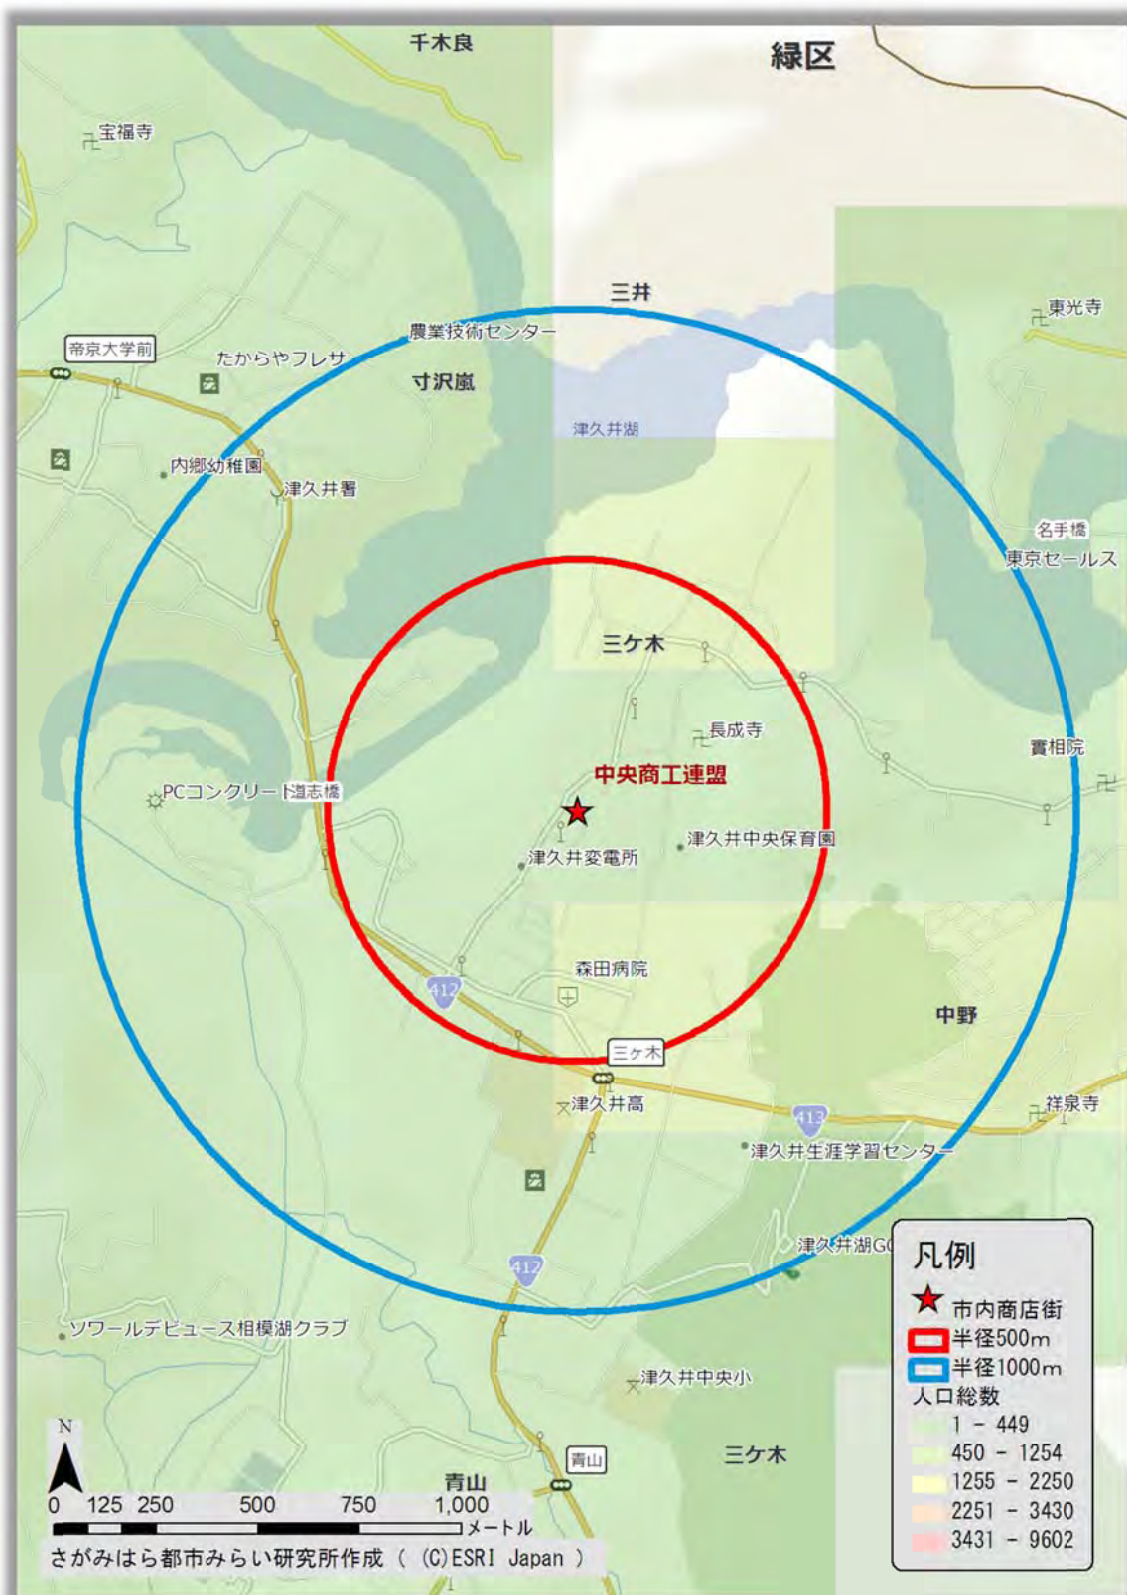 千木良
緑区
宝福寺
三井
東光寺
農業技術センター
帝京大学前
たからやフレサ
寸沢嵐
津久井湖
内郷幼稚園
津久井署
名手橋
東京セールス
三ケ木
長成寺
寳相院
中央商工連盟
PCコンクリート
道志橋
津久井中央保育園
津久井変電所
森田病院
412
中野
三ヶ木
津久井高
413
祥泉寺
津久井生涯学習センター
津久井湖GC
412
ソワールデビュース相模湖クラブ
津久井中央小
三ケ木
青山
青山
凡例
市内商店街
半径500m
半径1000m
人口総数
1 - 449
450 - 1254
1255 - 2250
2251 - 3430
3431 - 9602
N
0 125 250 500 750 1,000
メートル
さがみはら都市みらい研究所作成 ( (C)ESRI Japan )